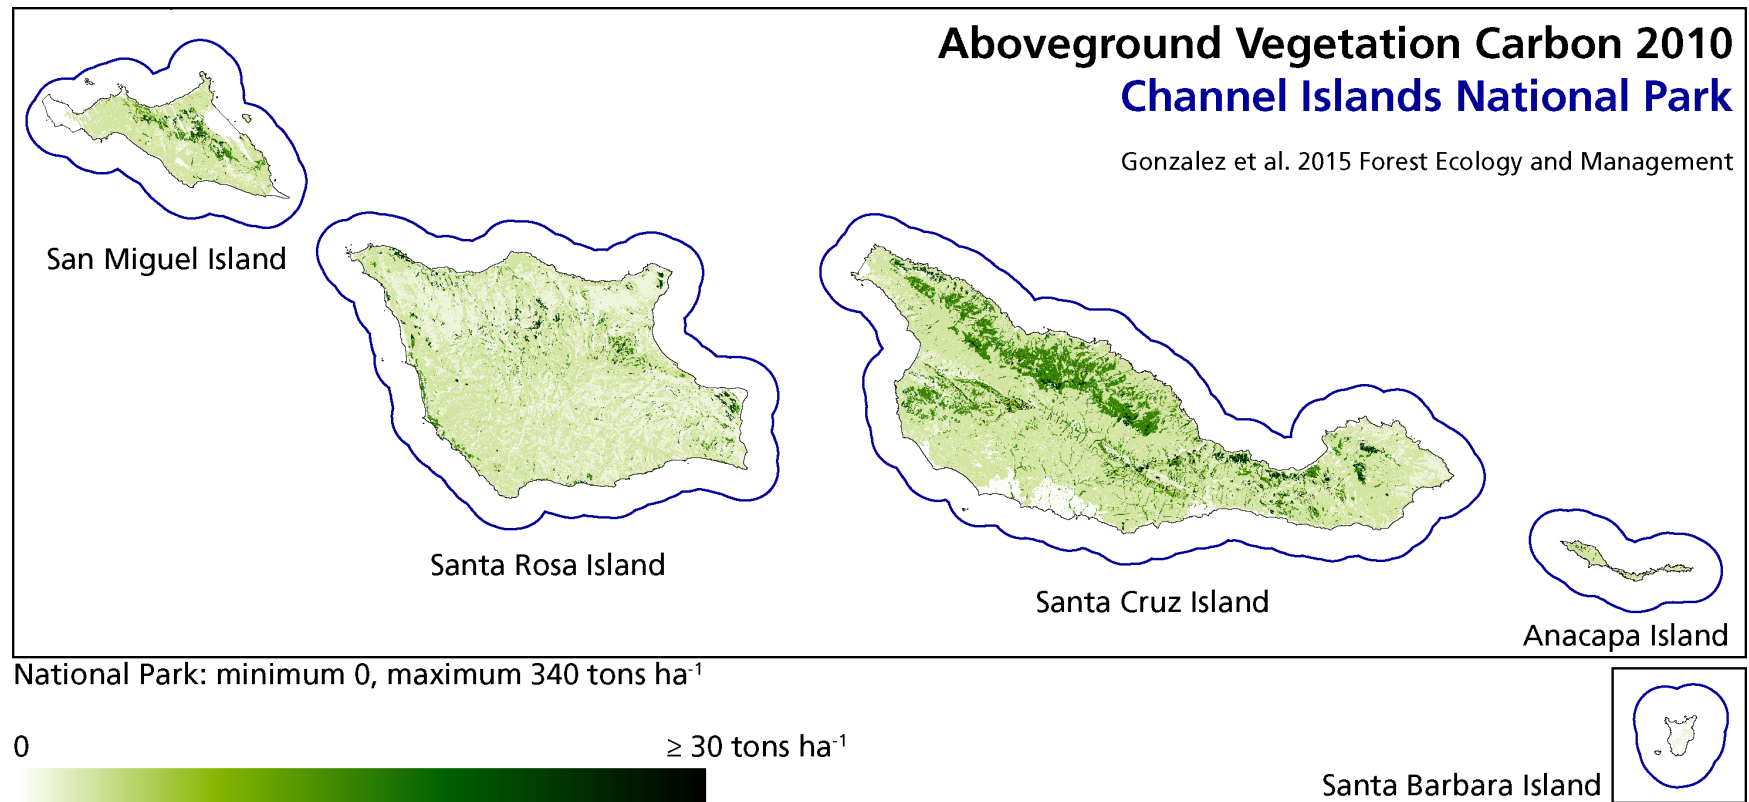 Aboveground Vegetation Carbon 2010
Channel Islands National Park
Gonzalez et al. 2015 Forest Ecology and Management
San Miguel Island
Santa Rosa Island
Santa Cruz Island
Anacapa Island
National Park: minimum 0, maximum 340 tons ha⁻¹
0
≥ 30 tons ha⁻¹
Santa Barbara Island